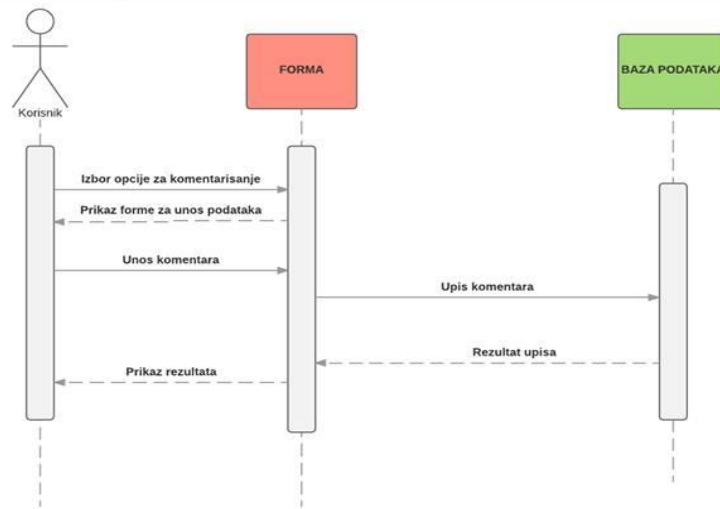 FORMA
BAZA PODATAKA
Korisnik
Izbor opcije za komentarisanje
Prikaz forme za unos podataka
Unos komentara
Upis komentara
Rezultat upisa
Prikaz rezultata